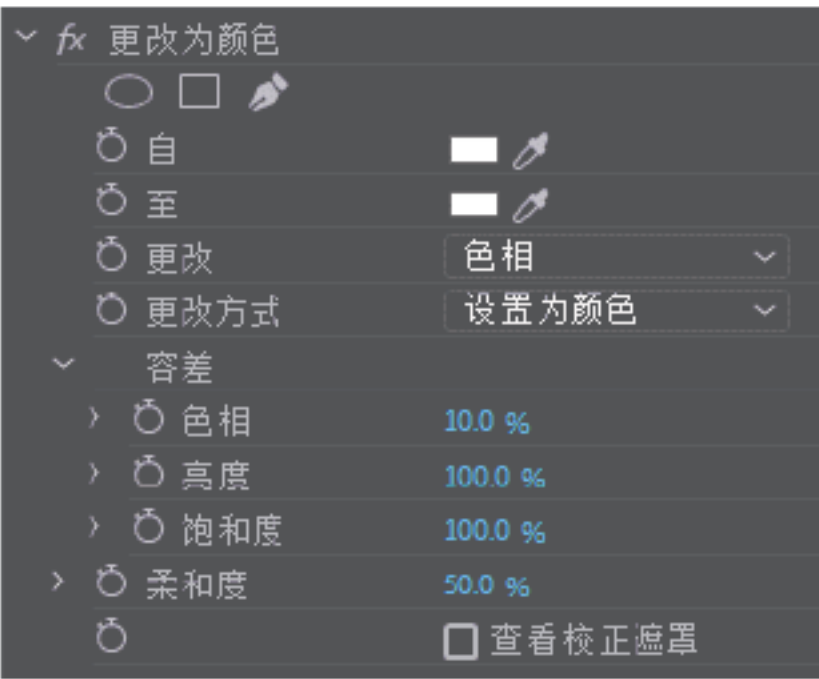 fx 更改为颜色
自
至
更改 色相
更改方式 设置为颜色
容差
色相 10.0 %
亮度 100.0 %
饱和度 100.0 %
柔和度 50.0 %
查看校正遮罩